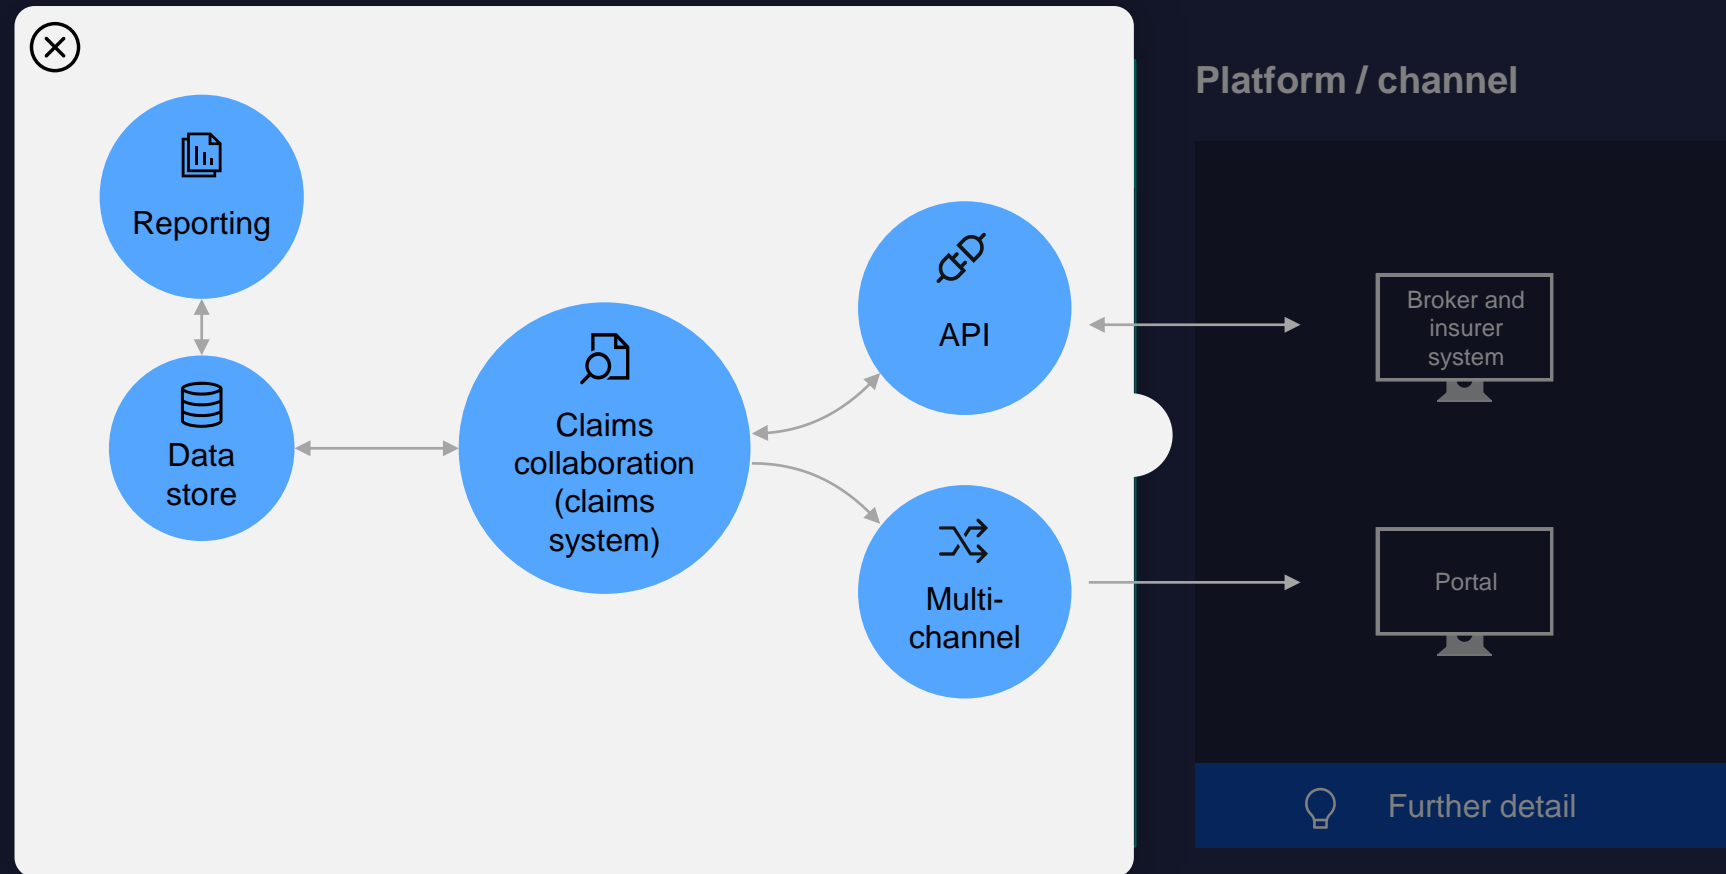 Platform / channel
Reporting
Data
store
Claims
collaboration
(claims
system)
API
Multi-
channel
Broker and
insurer
system
Portal
Further detail